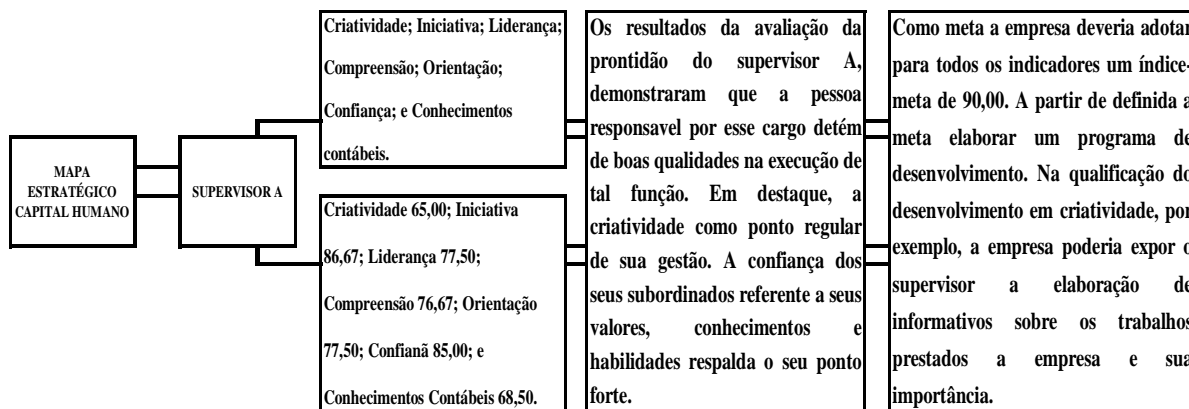 MAPA
ESTRATÉGICO
CAPITAL HUMANO
SUPERVISOR A
Criatividade; Iniciativa; Liderança;
Compreensão; Orientação;
Confiança; e Conhecimentos
contábeis.
Criatividade 65,00; Iniciativa
86,67; Liderança 77,50;
Compreensão 76,67; Orientação
77,50; Confianã 85,00; e
Conhecimentos Contábeis 68,50.
Os resultados da avaliação da
prontidão do supervisor A,
demonstraram que a pessoa
responsavel por esse cargo detém
de boas qualidades na execução de
tal função. Em destaque, a
criatividade como ponto regular
de sua gestão. A confiança dos
seus subordinados referente a seus
valores, conhecimentos e
habilidades respalda o seu ponto
forte.
Como meta a empresa deveria adotar
para todos os indicadores um índice-
meta de 90,00. A partir de definida a
meta elaborar um programa de
desenvolvimento. Na qualificação do
desenvolvimento em criatividade, por
exemplo, a empresa poderia expor o
supervisor a elaboração de
informativos sobre os trabalhos
prestados a empresa e sua
importância.